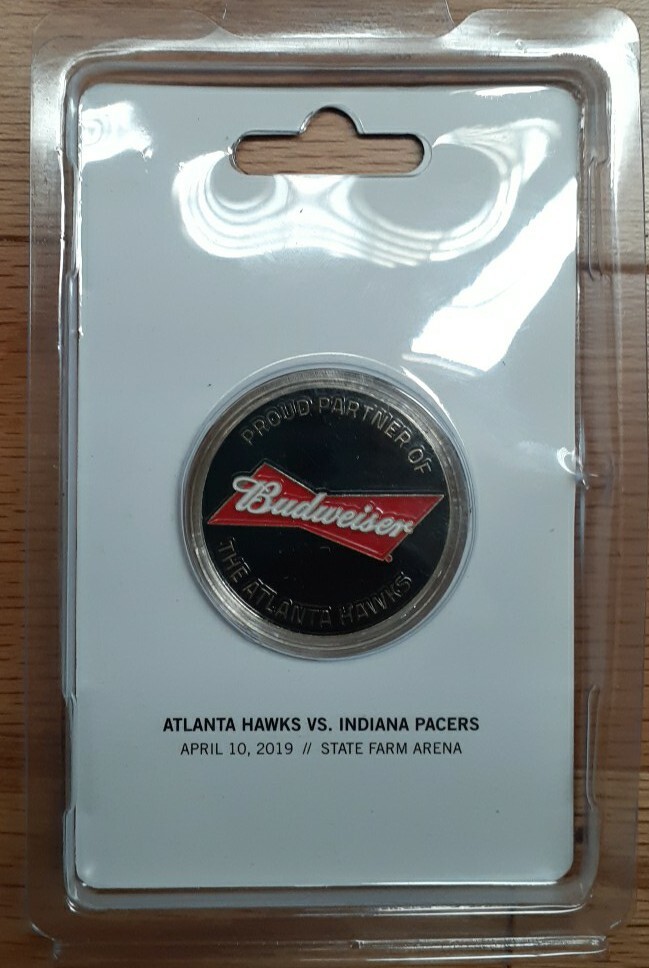 PROUD PARTNER OF
Budweiser
THE ATLANTA HAWKS
ATLANTA HAWKS VS. INDIANA PACERS
APRIL 10, 2019 // STATE FARM ARENA